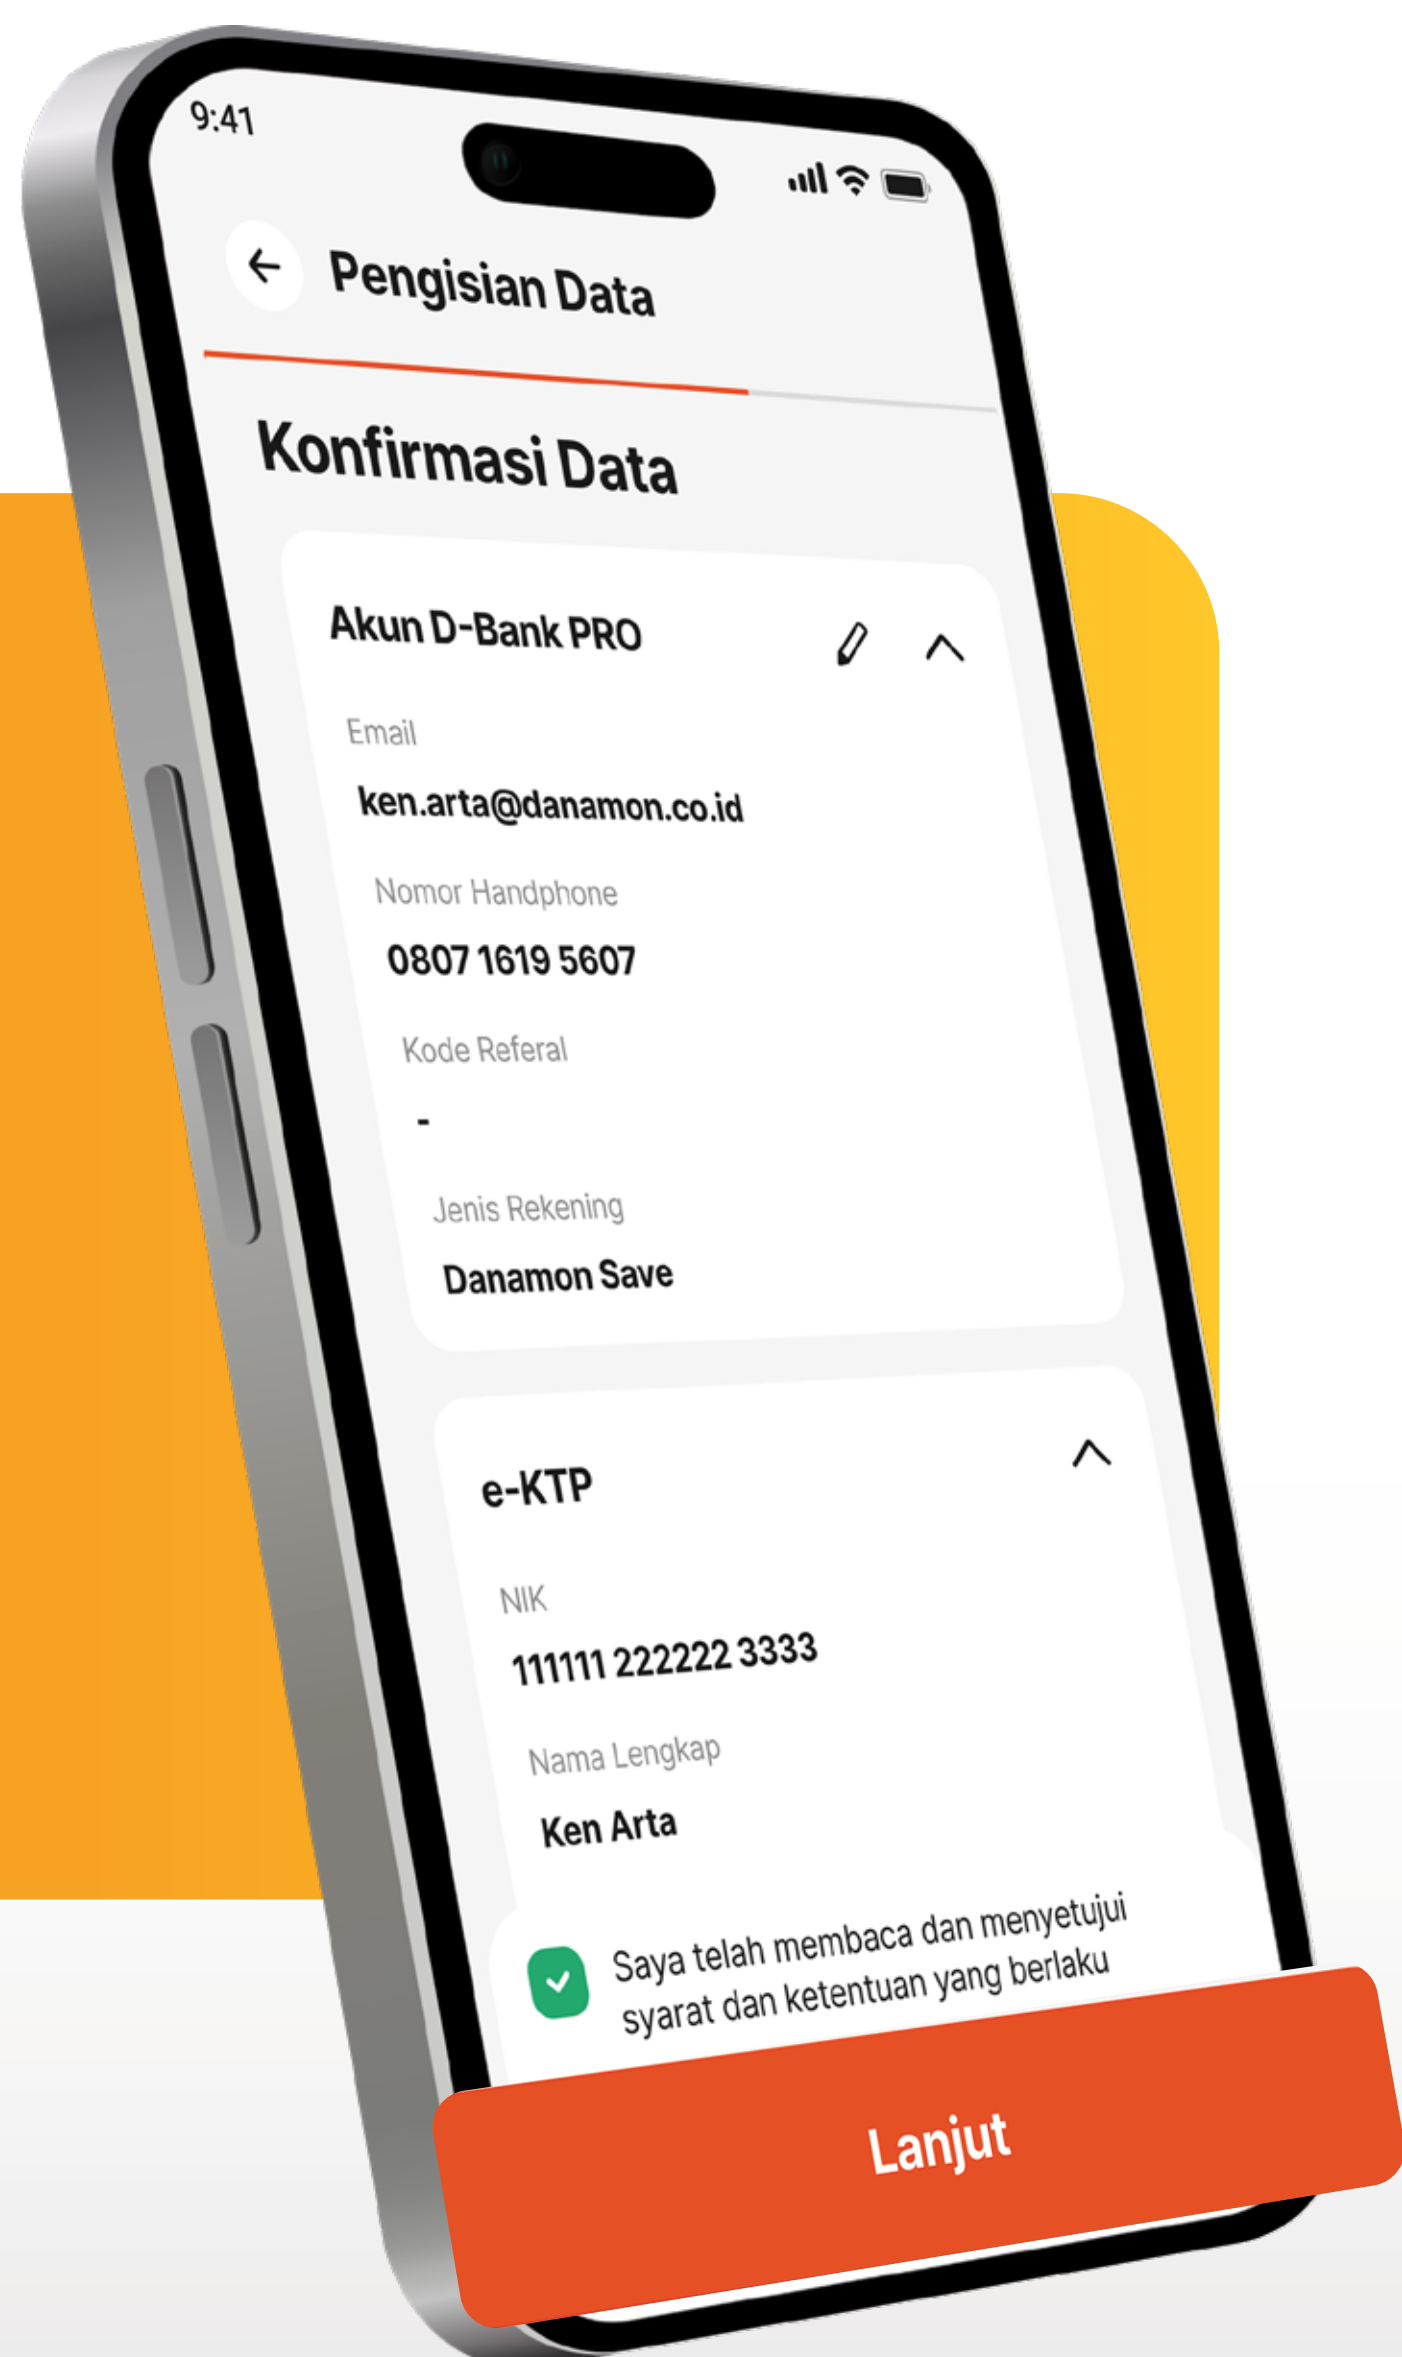 9:41
Pengisian Data
Konfirmasi Data
Akun D-Bank PRO
Email
ken.arta@danamon.co.id
Nomor Handphone
0807 1619 5607
Kode Referal
-
Jenis Rekening
Danamon Save
e-KTP
NIK
111111 222222 3333
Nama Lengkap
Ken Arta
Saya telah membaca dan menyetujui
syarat dan ketentuan yang berlaku
Lanjut